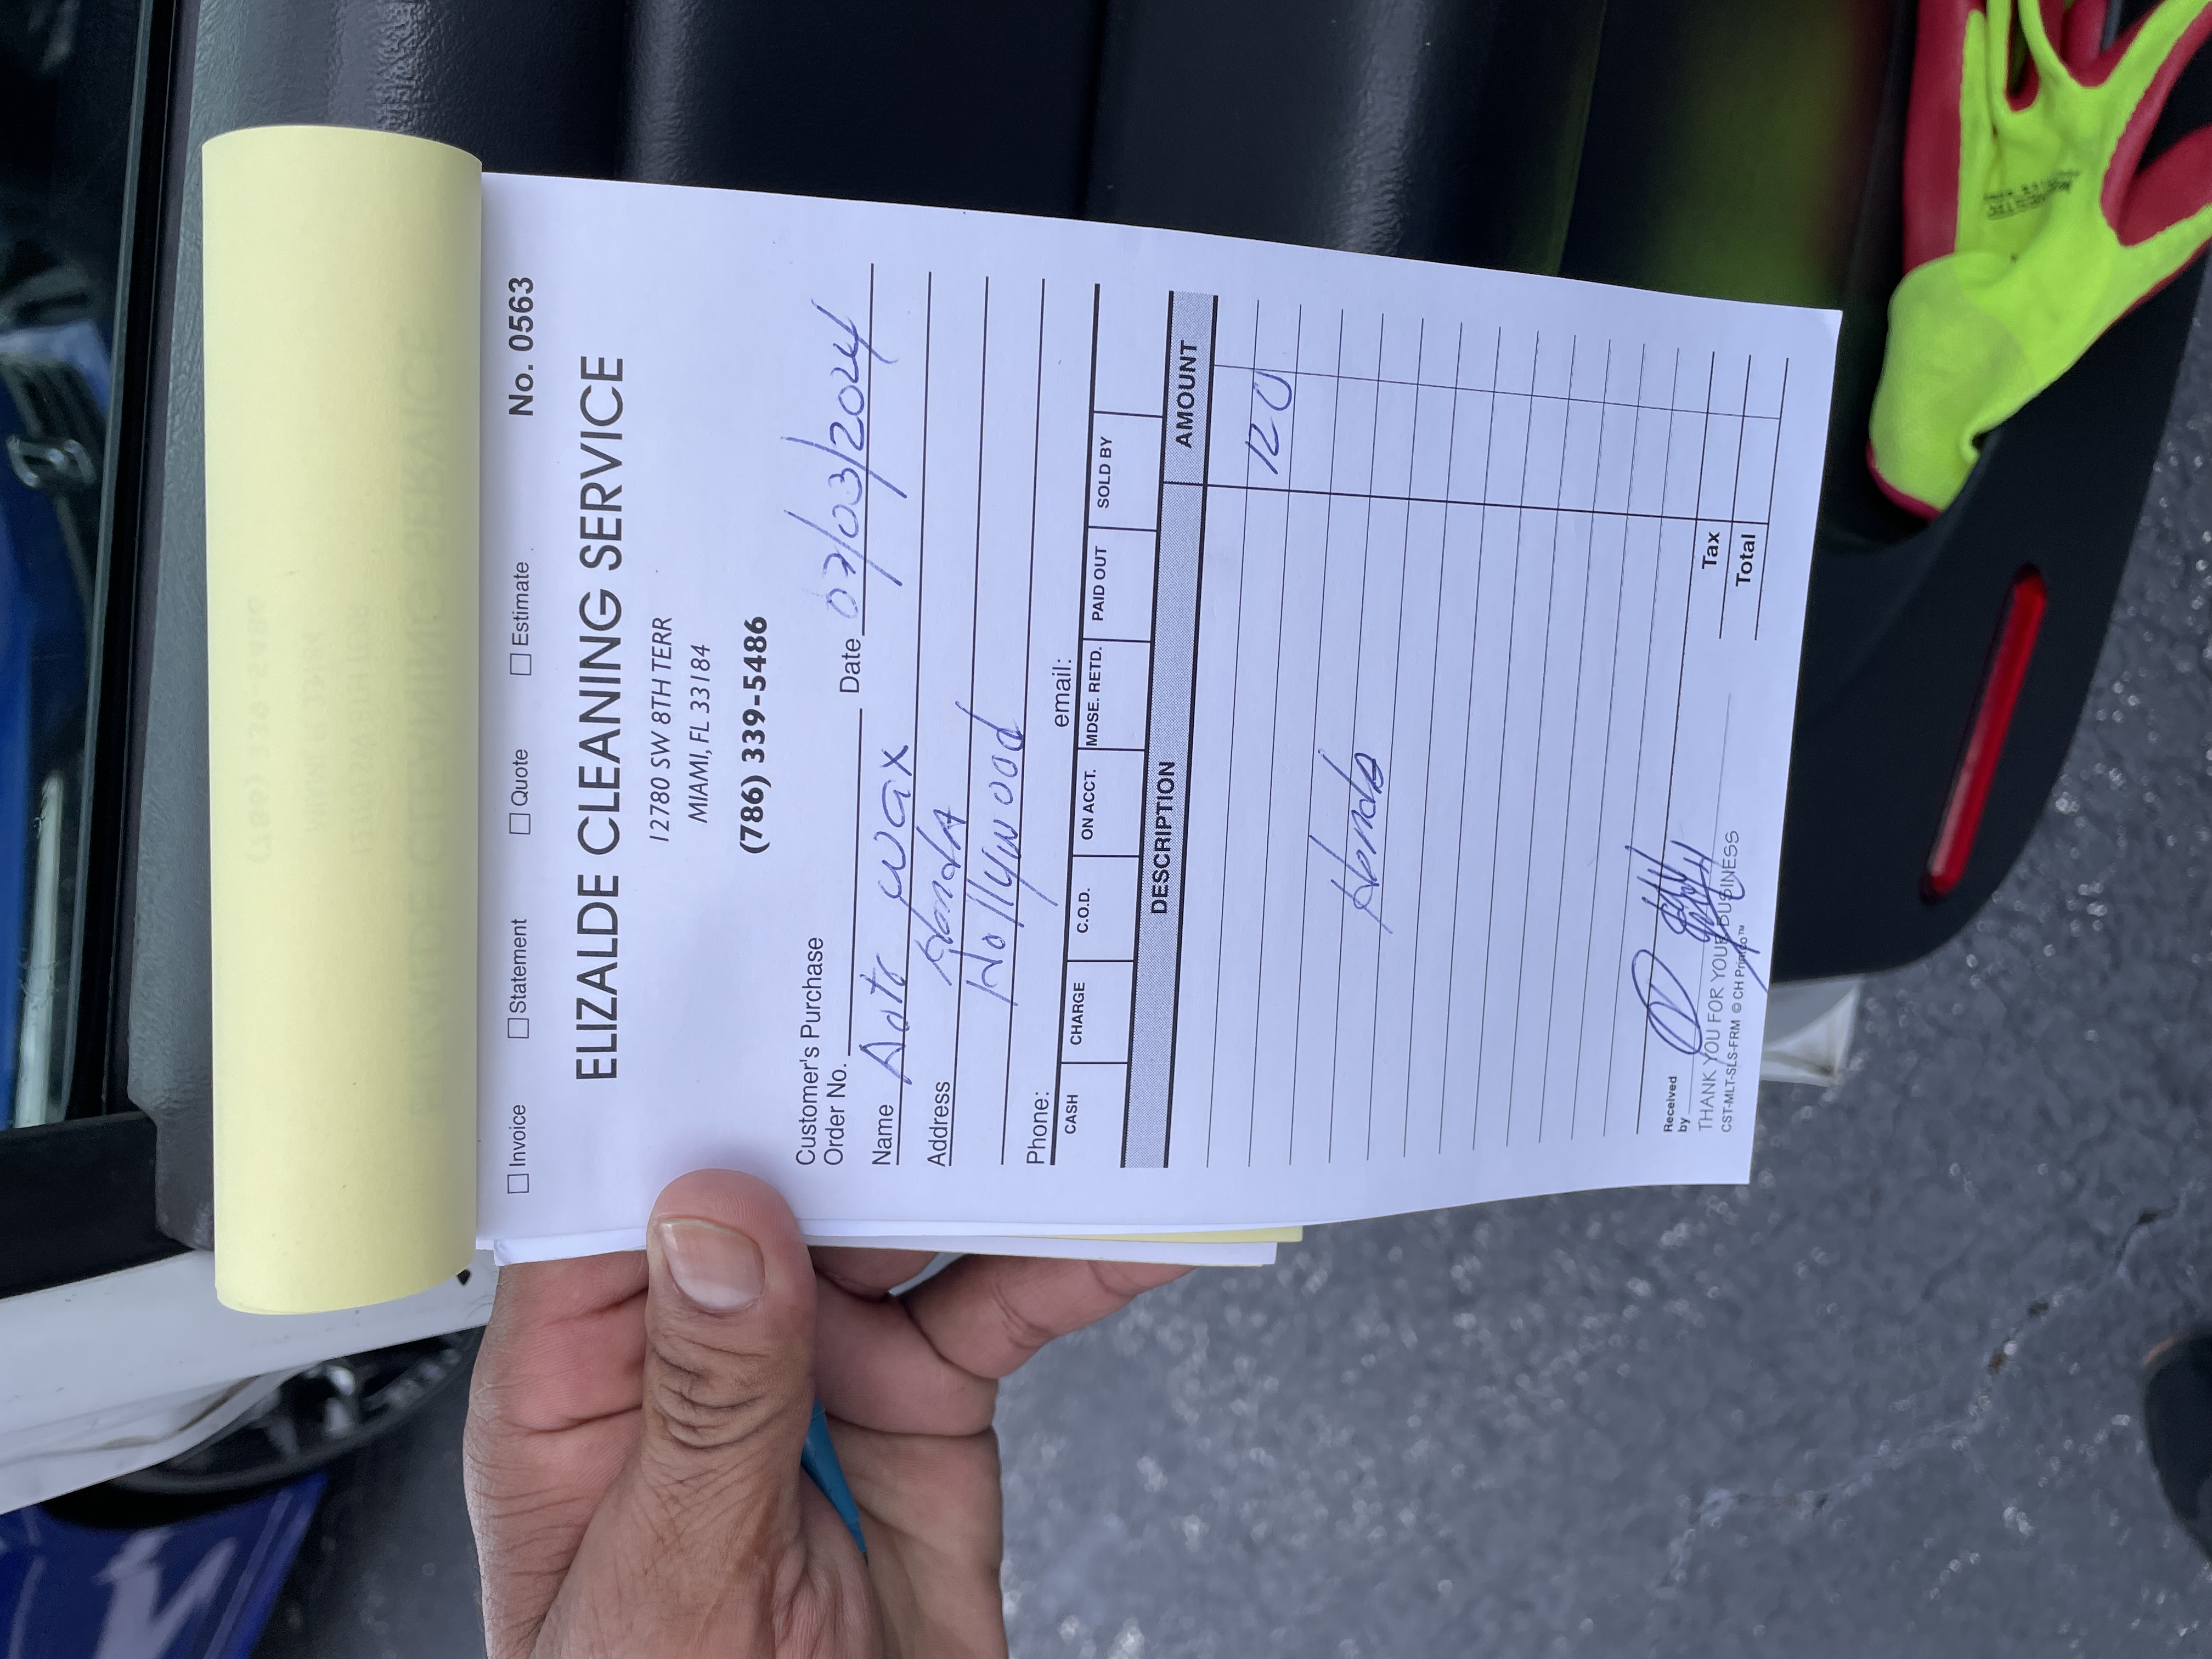 ☐ Invoice ☐ Statement ☐ Quote ☐ Estimate No. 0563
ELIZALDE CLEANING SERVICE
12780 SW 8TH TERR
MIAMI, FL 33184
(786) 339-5486
Customer's Purchase
Order No. Date 07/03/2024
Name Auto Wax
Address Honda
Hollywood
Phone: email:
CASH CHARGE C.O.D. ON ACCT. MDSE. RETD. PAID OUT SOLD BY
DESCRIPTION AMOUNT
120
Honda
Tax
Received
by
Total
THANK YOU FOR YOUR BUSINESS
CST-MLT-SLS-FRM © CH Printco™